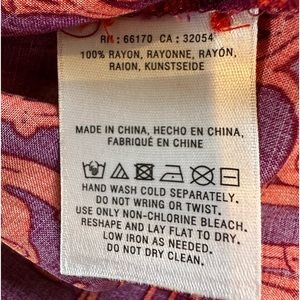 RN : 66170 CA : 32054
100% RAYON, RAYONNE, RAYÓN,
RAION, KUNSTSEIDE
MADE IN CHINA, HECHO EN CHINA,
FABRIQUÉ EN CHINE
HAND WASH COLD SEPARATELY.
DO NOT WRING OR TWIST.
USE ONLY NON-CHLORINE BLEACH.
RESHAPE AND LAY FLAT TO DRY.
LOW IRON AS NEEDED.
DO NOT DRY CLEAN.